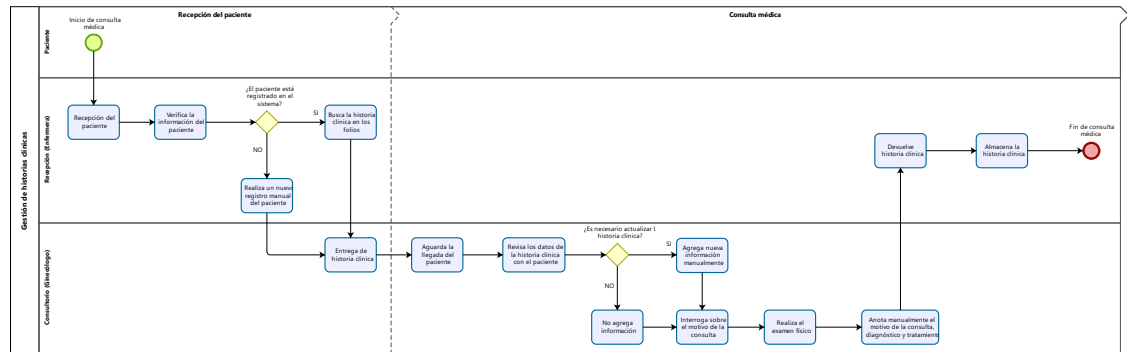 Gestión de historias clínicas
Recepción del paciente
Consulta médica
Paciente
Inicio de consulta
médica
Recepción (Enfermera)
Recepción del
paciente
Verifica la
información del
paciente
¿El paciente está
registrado en el
sistema?
SI
Busca la historia
clínica en los
folios
NO
Realiza un nuevo
registro manual
del paciente
Devuelve
historia clínica
Almacena la
historia clínica
Fin de consulta
médica
Consultorio (Ginecólogo)
Entrega de
historia clínica
Aguarda la
llegada del
paciente
Revisa los datos de
la historia clínica
con el paciente
¿Es necesario actualizar l
historia clínica?
SI
Agrega nueva
información
manualmente
NO
No agrega
información
Interroga sobre
el motivo de la
consulta
Realiza el
examen físico
Anota manualmente el
motivo de la consulta,
diagnóstico y tratamiento